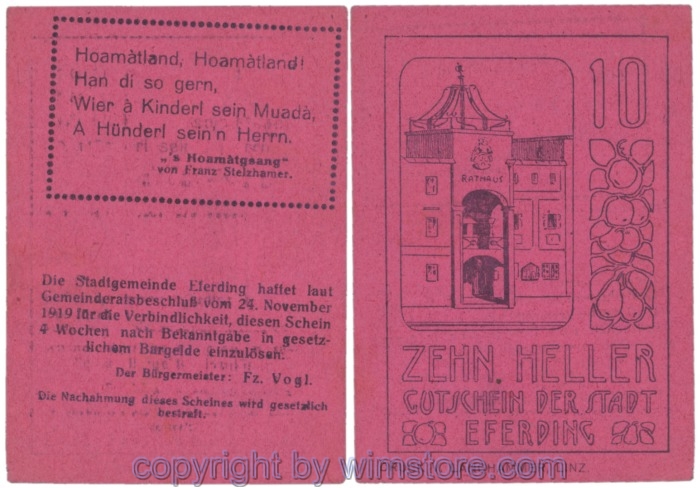 Hoamàtland, Hoamàtland!
Han dí so gern,
Wier à Kinderl sein Muadà,
A Hünderl sein'n Herrn.
„'s Hoamàtgsang"
von Franz Stelzhamer.
Die Stadtgemeinde Eferding haftet laut
Gemeinderatsbeschluß vom 24. November
1919 für die Verbindlichkeit, diesen Schein
4 Wochen nach Bekanntgabe in gesetz-
lichem Bargelde einzulösen.
Der Bürgermeister: Fz. Vogl.
Die Nachahmung dieses Scheines wird gesetzlich
bestraft.
10
RATHAUS
ZEHN. HELLER
GUTSCHEIN DER STADT
EFERDING
LINZ.
copyright by wimstore.com